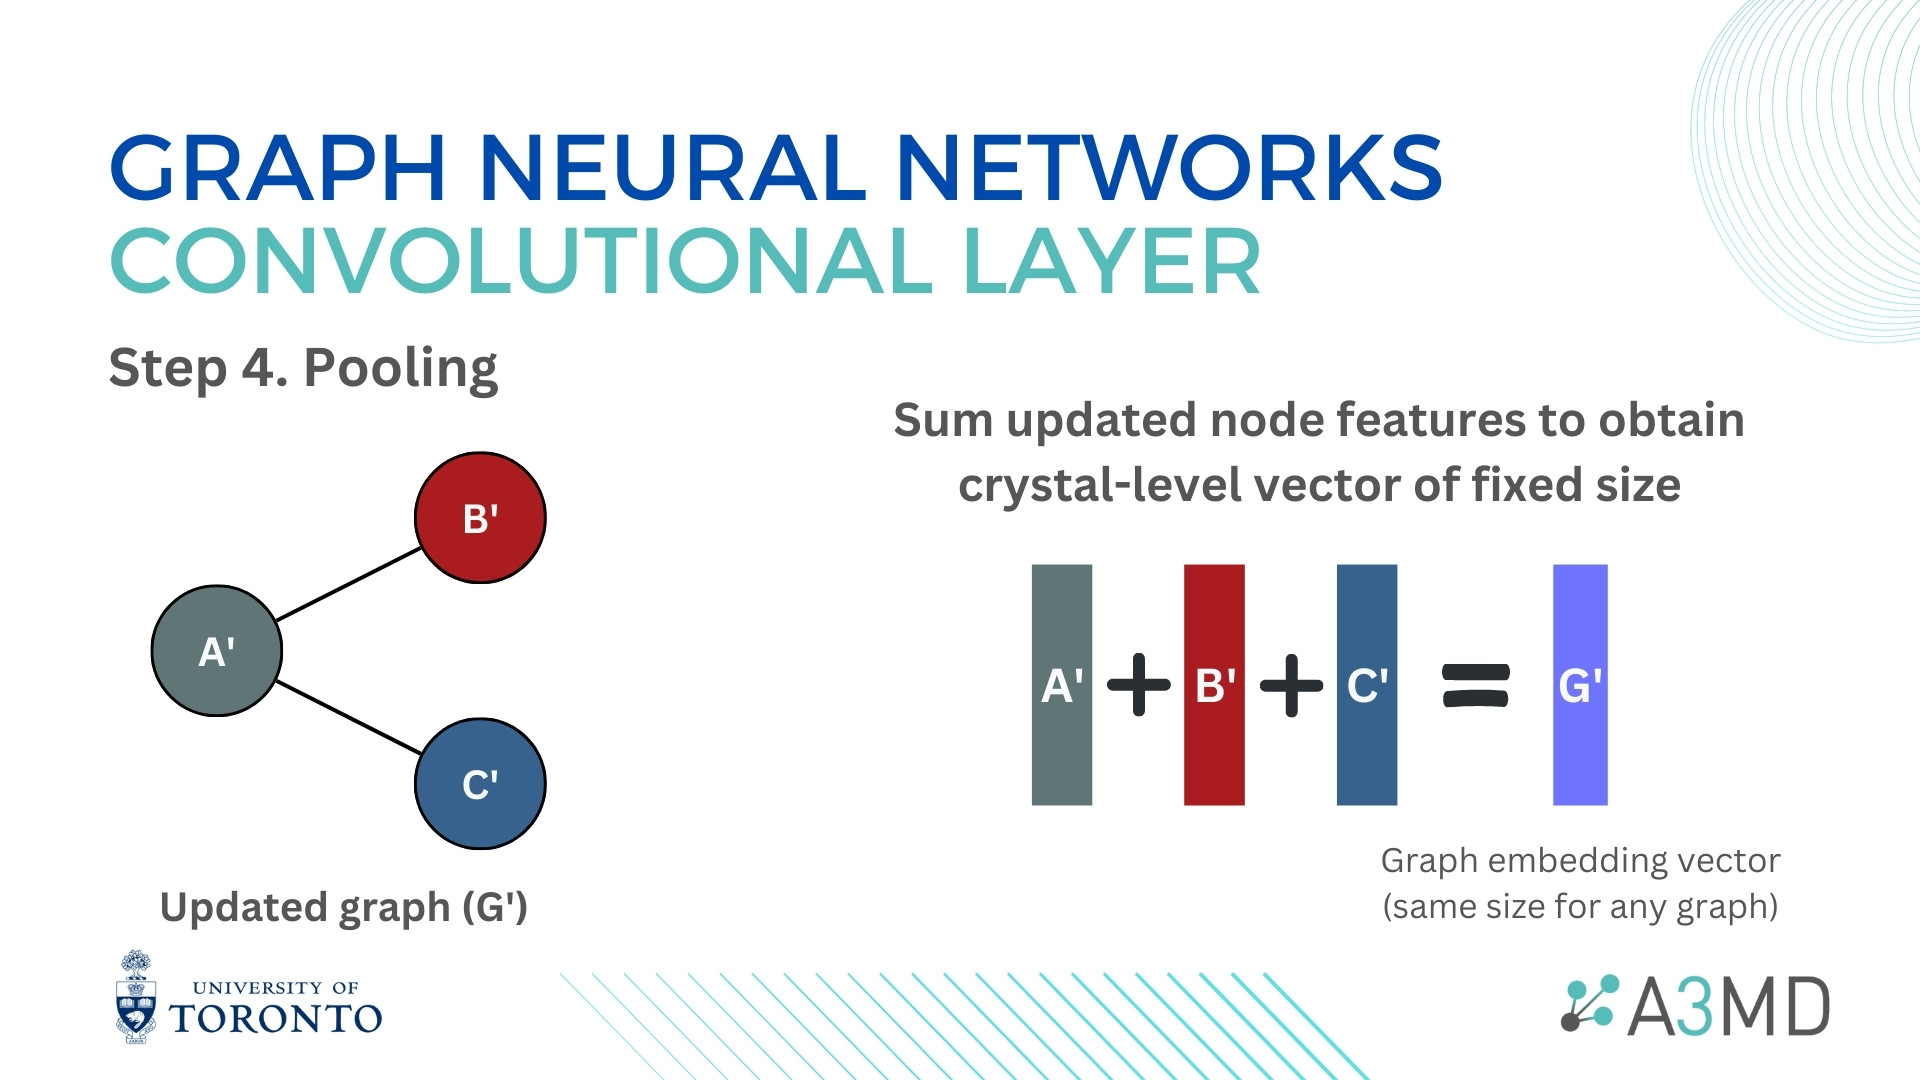 GRAPH NEURAL NETWORKS
CONVOLUTIONAL LAYER
Step 4. Pooling
B'
A'
C'
Updated graph (G')
Sum updated node features to obtain
crystal-level vector of fixed size
A' + B' + C' = G'
Graph embedding vector
(same size for any graph)
UNIVERSITY OF
TORONTO
A3MD